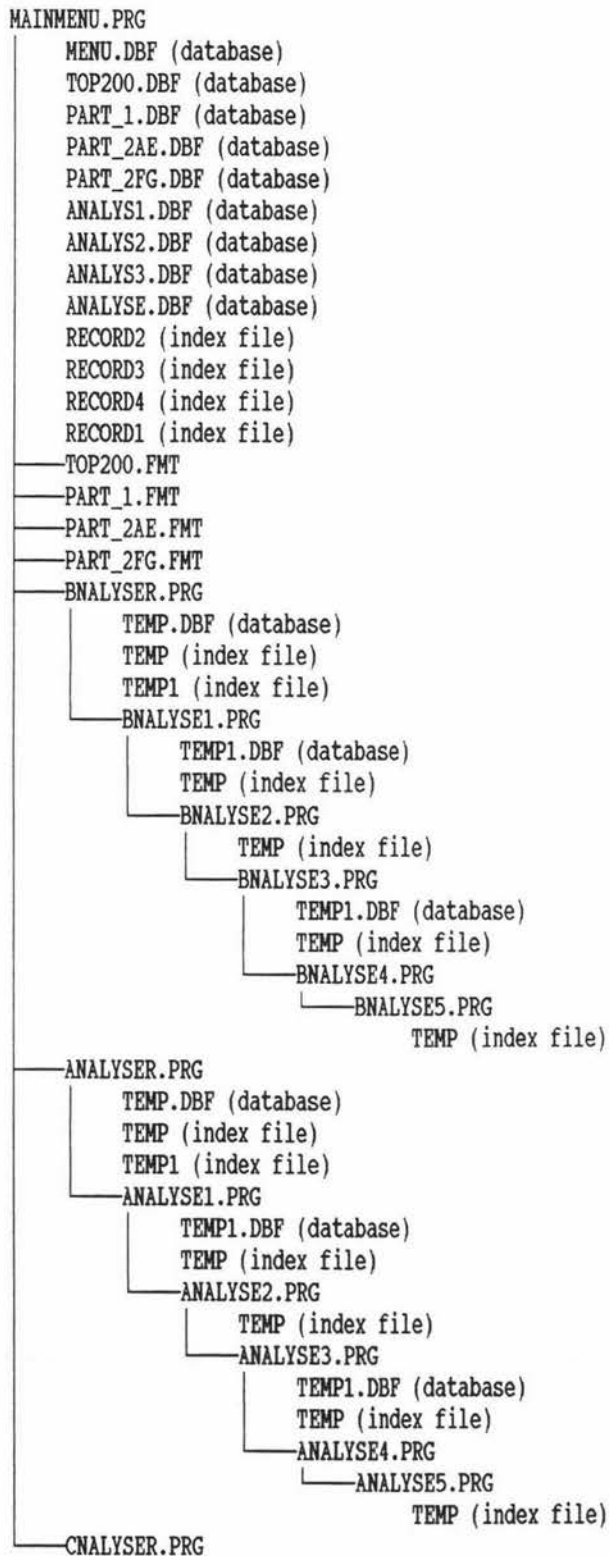 MAINMENU.PRG
MENU.DBF (database)
TOP200.DBF (database)
PART_1.DBF (database)
PART_2AE.DBF (database)
PART_2FG.DBF (database)
ANALYS1.DBF (database)
ANALYS2.DBF (database)
ANALYS3.DBF (database)
ANALYSE.DBF (database)
RECORD2 (index file)
RECORD3 (index file)
RECORD4 (index file)
RECORD1 (index file)
TOP200.FMT
PART_1.FMT
PART_2AE.FMT
PART_2FG.FMT
BNALYSER.PRG
TEMP.DBF (database)
TEMP (index file)
TEMP1 (index file)
BNALYSE1.PRG
TEMP1.DBF (database)
TEMP (index file)
BNALYSE2.PRG
TEMP (index file)
BNALYSE3.PRG
TEMP1.DBF (database)
TEMP (index file)
BNALYSE4.PRG
BNALYSE5.PRG
TEMP (index file)
ANALYSER.PRG
TEMP.DBF (database)
TEMP (index file)
TEMP1 (index file)
ANALYSE1.PRG
TEMP1.DBF (database)
TEMP (index file)
ANALYSE2.PRG
TEMP (index file)
ANALYSE3.PRG
TEMP1.DBF (database)
TEMP (index file)
ANALYSE4.PRG
ANALYSE5.PRG
TEMP (index file)
CNALYSER.PRG